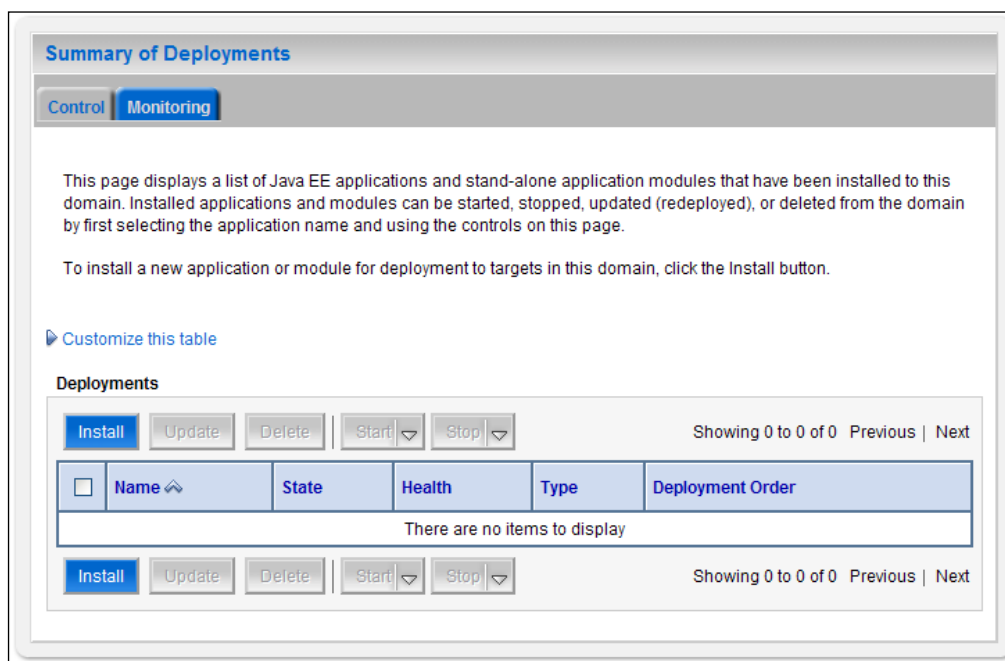 Summary of Deployments
Control Monitoring
This page displays a list of Java EE applications and stand-alone application modules that have been installed to this
domain. Installed applications and modules can be started, stopped, updated (redeployed), or deleted from the domain
by first selecting the application name and using the controls on this page.
To install a new application or module for deployment to targets in this domain, click the Install button.
Customize this table
Deployments
Install Update Delete Start Stop Showing 0 to 0 of 0 Previous | Next
Name State Health Type Deployment Order
There are no items to display
Install Update Delete Start Stop Showing 0 to 0 of 0 Previous | Next